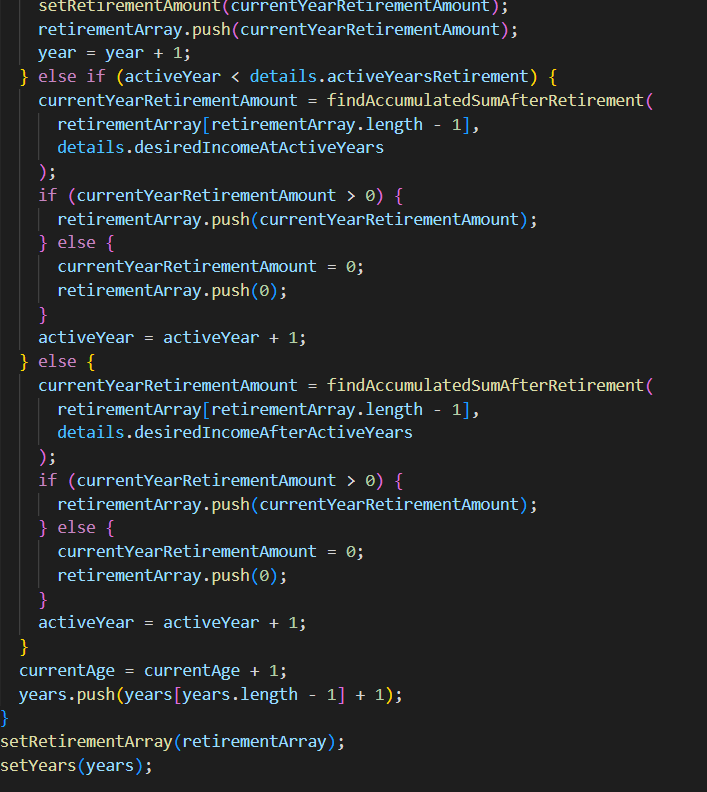 setRetirementAmount(currentYearRetirementAmount);
    retirementArray.push(currentYearRetirementAmount);
    year = year + 1;
  } else if (activeYear < details.activeYearsRetirement) {
    currentYearRetirementAmount = findAccumulatedSumAfterRetirement(
      retirementArray[retirementArray.length - 1],
      details.desiredIncomeAtActiveYears
    );
    if (currentYearRetirementAmount > 0) {
      retirementArray.push(currentYearRetirementAmount);
    } else {
      currentYearRetirementAmount = 0;
      retirementArray.push(0);
    }
    activeYear = activeYear + 1;
  } else {
    currentYearRetirementAmount = findAccumulatedSumAfterRetirement(
      retirementArray[retirementArray.length - 1],
      details.desiredIncomeAfterActiveYears
    );
    if (currentYearRetirementAmount > 0) {
      retirementArray.push(currentYearRetirementAmount);
    } else {
      currentYearRetirementAmount = 0;
      retirementArray.push(0);
    }
    activeYear = activeYear + 1;
  }
  currentAge = currentAge + 1;
  years.push(years[years.length - 1] + 1);
}
setRetirementArray(retirementArray);
setYears(years);